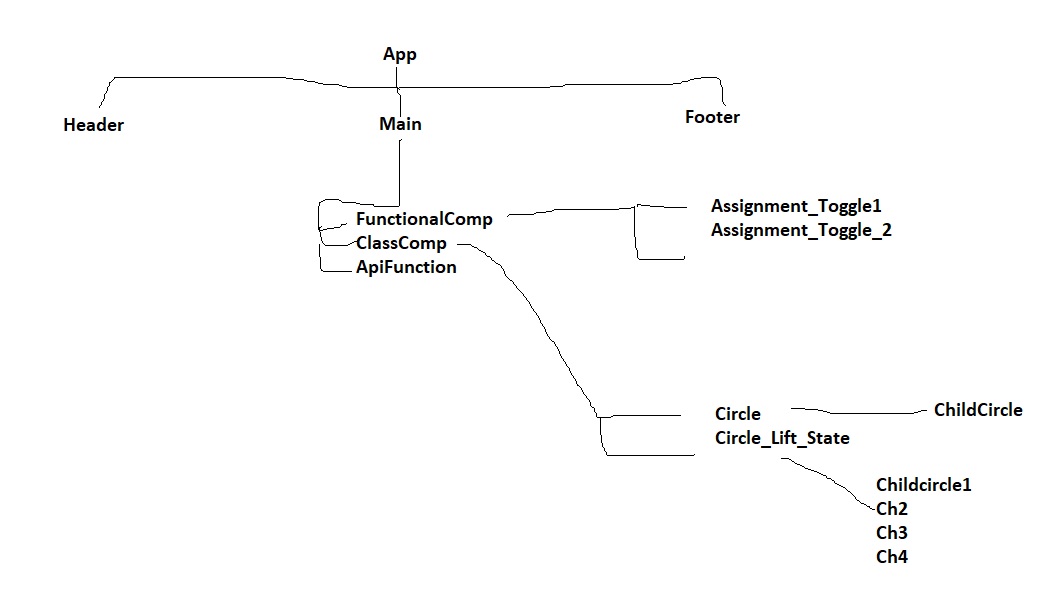 App
Header
Main
Footer
FunctionalComp
ClassComp
ApiFunction
Assignment_Toggle1
Assignment_Toggle_2
Circle
Circle_Lift_State
ChildCircle
Childcircle1
Ch2
Ch3
Ch4